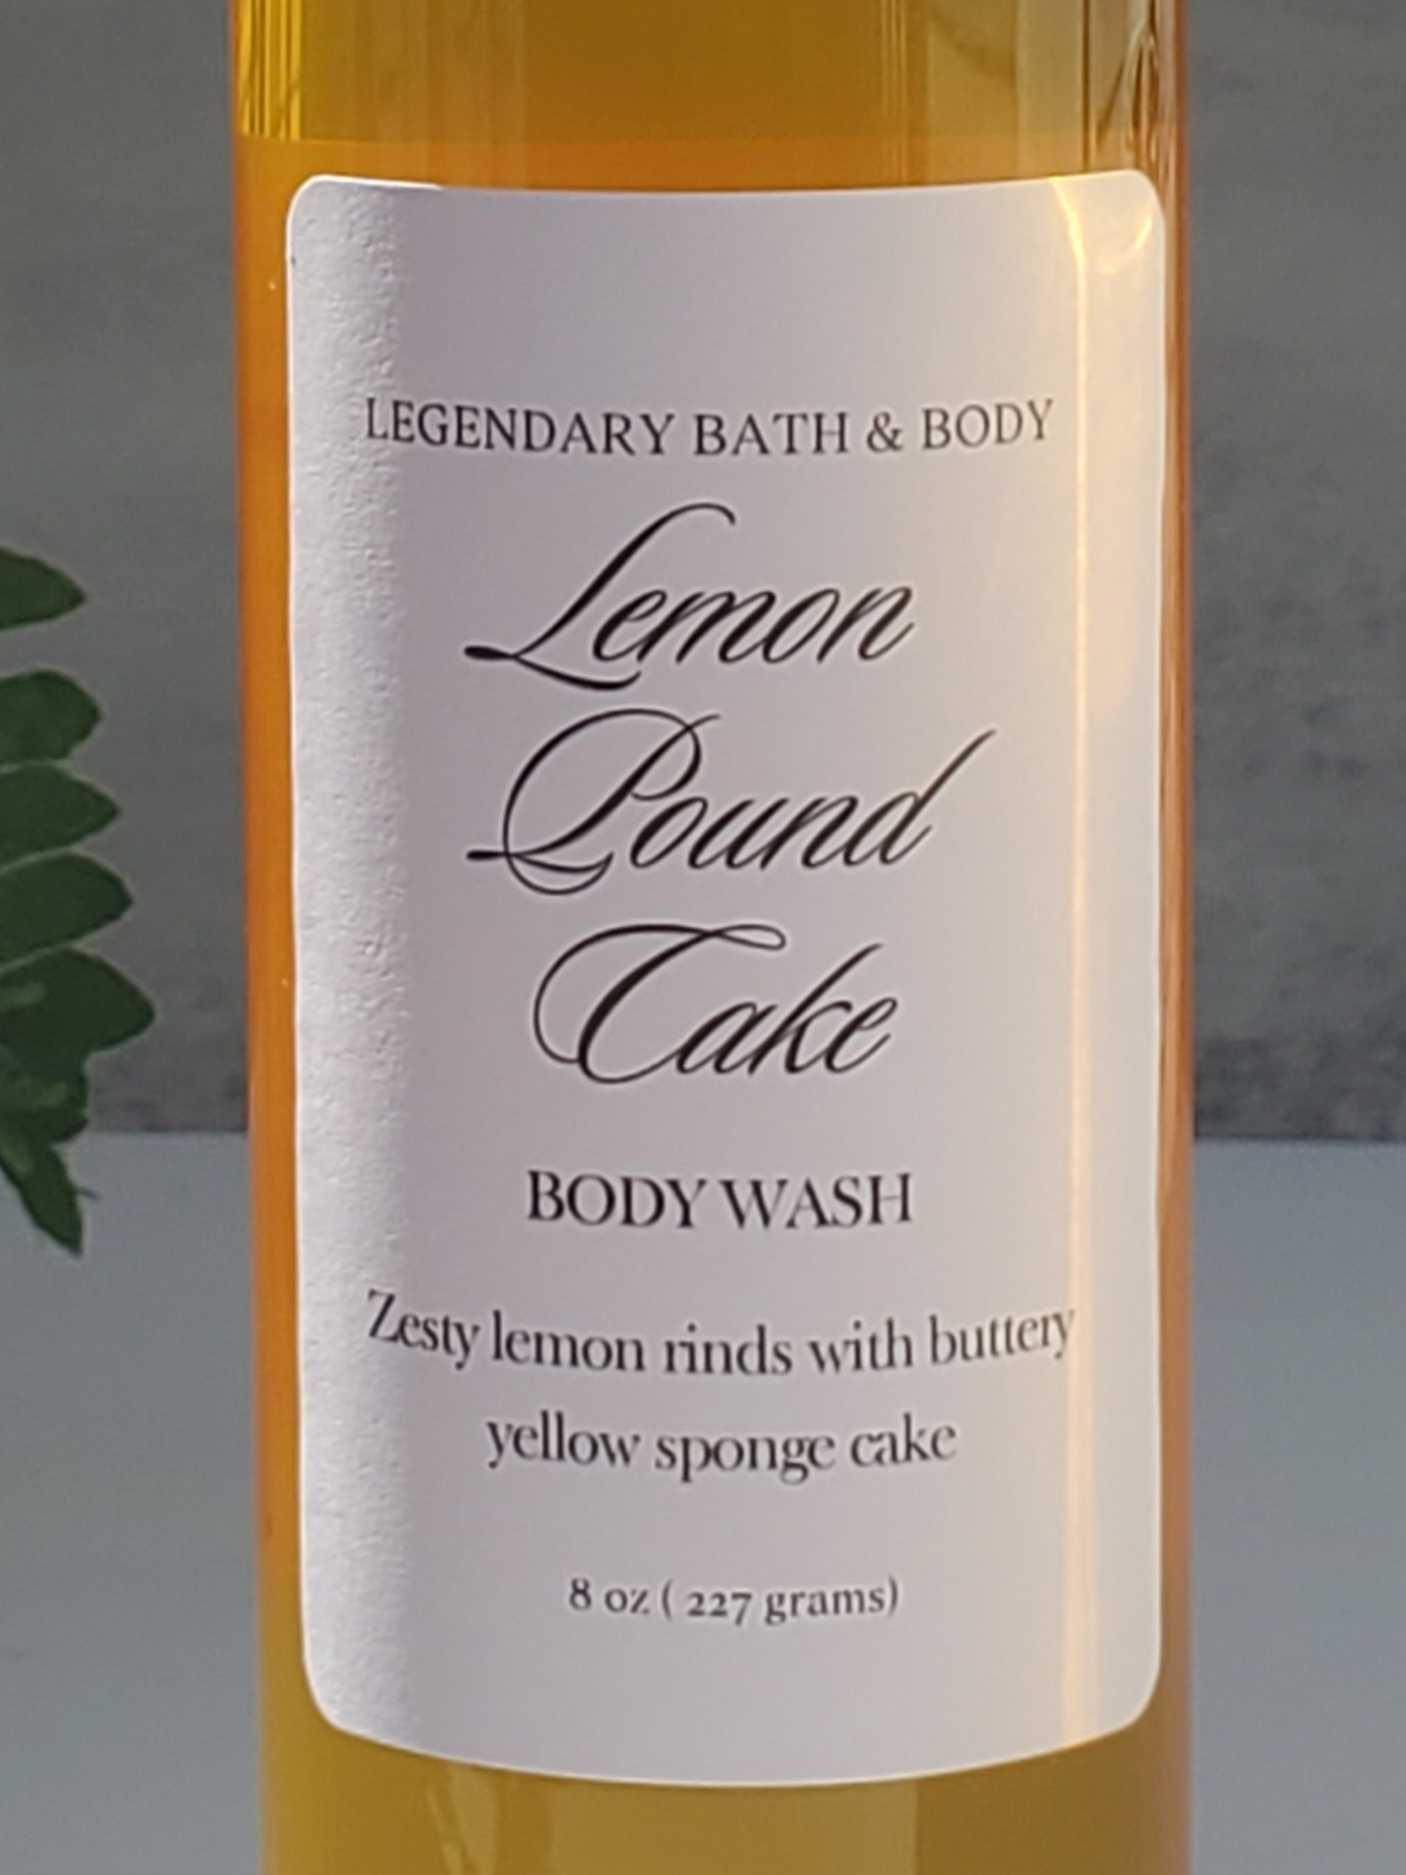 LEGENDARY BATH & BODY
Lemon
Pound
Cake
BODY WASH
Zesty lemon rinds with buttery
yellow sponge cake
8 oz ( 227 grams)